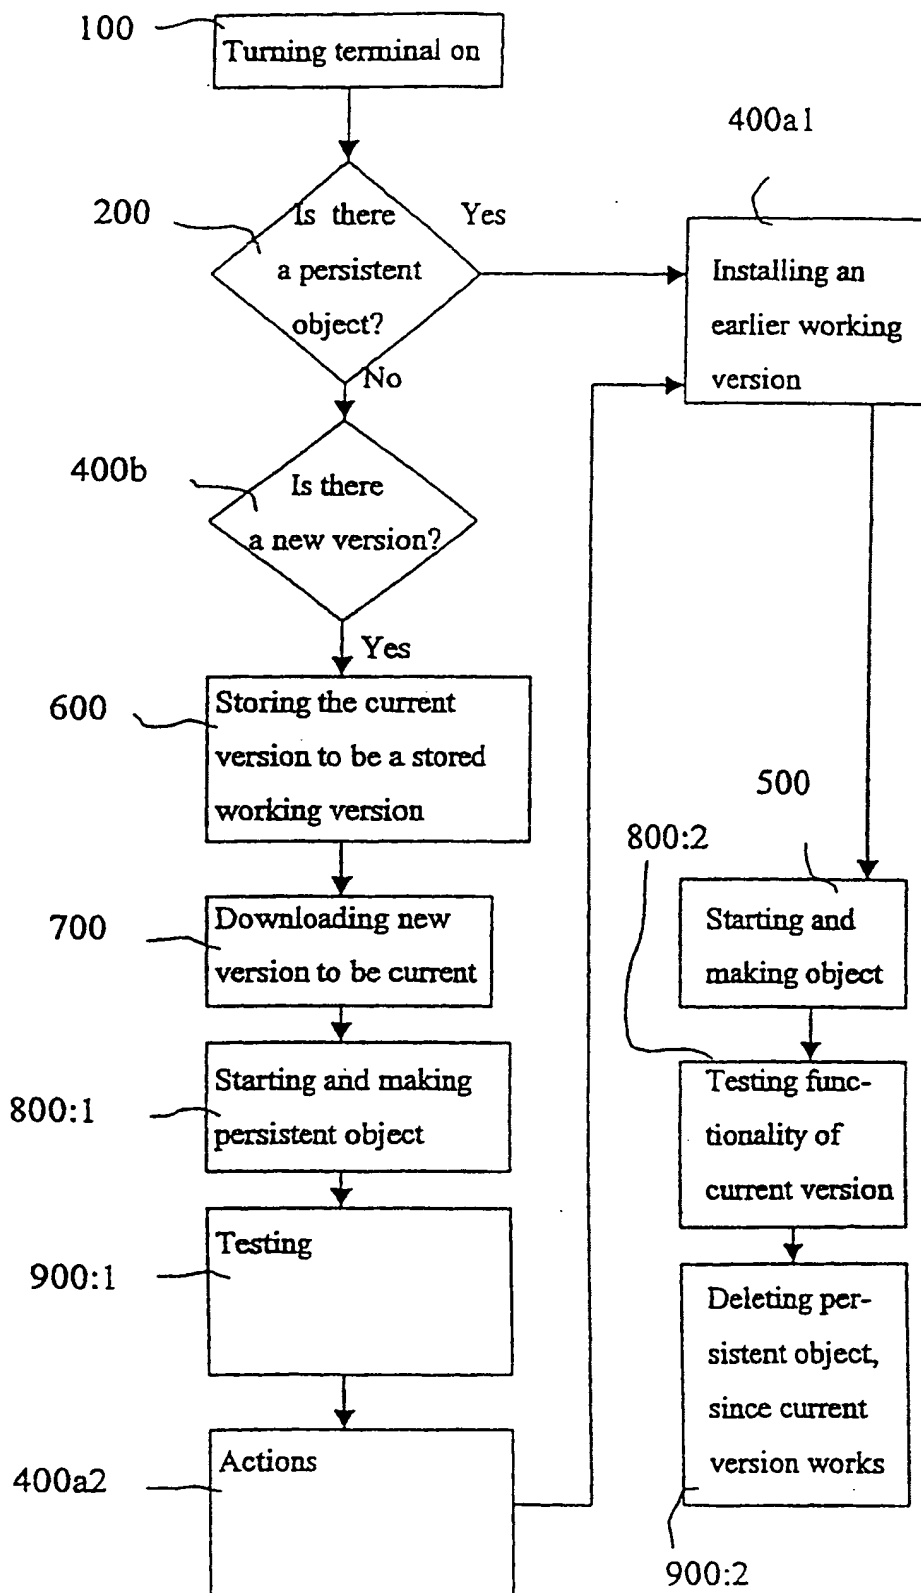 100
Turning terminal on
200
Is there
a persistent
object?
Yes
No
400a1
Installing an
earlier working
version
400b
Is there
a new version?
Yes
600
Storing the current
version to be a stored
working version
700
Downloading new
version to be current
800:1
Starting and making
persistent object
900:1
Testing
400a2
Actions
500
Starting and
making object
800:2
Testing func-
tionality of
current version
Deleting per-
sistent object,
since current
version works
900:2